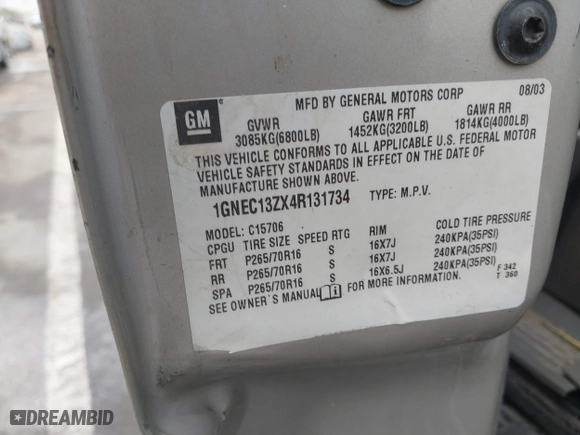 MFD BY GENERAL MOTORS CORP 08/03
GM
GVWR GAWR FRT GAWR RR
3085KG(6800LB) 1452KG(3200LB) 1814KG(4000LB)
THIS VEHICLE CONFORMS TO ALL APPLICABLE U.S. FEDERAL MOTOR
VEHICLE SAFETY STANDARDS IN EFFECT ON THE DATE OF
MANUFACTURE SHOWN ABOVE.
1GNEC13ZX4R131734 TYPE: M.P.V.
MODEL: C15706
CPGU TIRE SIZE SPEED RTG RIM COLD TIRE PRESSURE
FRT P265/70R16 S 16X7J 240KPA(35PSI)
RR P265/70R16 S 16X7J 240KPA(35PSI)
SPA P265/70R16 S 16X6.5J 240KPA(35PSI)
SEE OWNER'S MANUAL FOR MORE INFORMATION.
F 342
T 360
DREAMBID